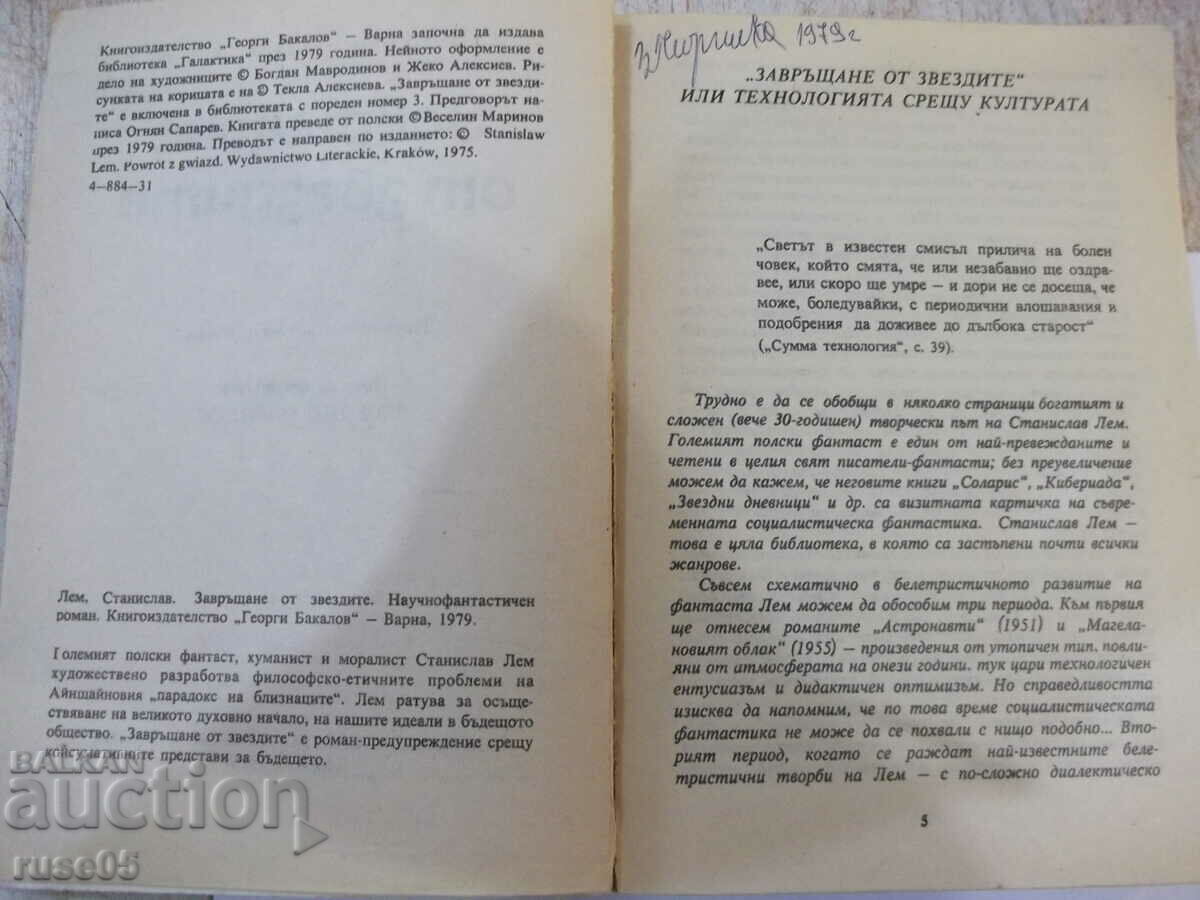 Книгоиздателство „Георги Бакалов“ – Варна започна да издава
библиотека „Галактика“ през 1979 година. Нейното оформление е
дело на художниците © Богдан Мавродинов и Жеко Алексиев. Ри-
сунката на корицата е на © Текла Алексиева. „Завръщане от звезди-
те“ е включена в библиотеката с пореден номер 3. Предговорът на-
писа Огнян Сапарев. Книгата преведе от полски © Веселин Маринов
през 1979 година. Преводът е направен по изданието: © Stanisław
Lem. Powrót z gwiazd. Wydawnictwo Literackie, Kraków, 1975.
4–884–31
Лем, Станислав. Завръщане от звездите. Научнофантастичен
роман. Книгоиздателство „Георги Бакалов“ – Варна, 1979.
Големият полски фантаст, хуманист и моралист Станислав Лем
художествено разработва философско-етичните проблеми на
Айншайновия „парадокс на близнаците“. Лем ратува за осъще-
ствяване на великото духовно начало, на нашите идеали в бъдещото
общество. „Завръщане от звездите“ е роман-предупреждение срещу
консумативните представи за бъдещето.
BALKAN
auction
ruse05
1979г
„ЗАВРЪЩАНЕ ОТ ЗВЕЗДИТЕ“
ИЛИ ТЕХНОЛОГИЯТА СРЕЩУ КУЛТУРАТА
„Светът в известен смисъл прилича на болен
човек, който смята, че или незабавно ще оздра-
вее, или скоро ще умре – и дори не се досеща, че
може, боледувайки, с периодични влошавания и
подобрения да доживее до дълбока старост“
(„Сумма технология“, с. 39).
Трудно е да се обобщи в няколко страници богатият и
сложен (вече 30-годишен) творчески път на Станислав Лем.
Големият полски фантаст е един от най-превежданите и
четени в целия свят писатели-фантасти; без преувеличение
можем да кажем, че неговите книги „Соларис“, „Кибериада“,
„Звездни дневници“ и др. са визитната картичка на съвре-
менната социалистическа фантастика. Станислав Лем –
това е цяла библиотека, в която са застъпени почти всички
жанрове.
Съвсем схематично в белетристичното развитие на
фантаста Лем можем да обособим три периода. Към първия
ще отнесем романите „Астронавти“ (1951) и „Магела-
новият облак“ (1955) – произведения от утопичен тип. повли-
яни от атмосферата на онези години. тук цари технологичен
ентусиазъм и дидактичен оптимизъм. Но справедливостта
изисква да напомним, че по това време социалистическата
фантастика не може да се похвали с нищо подобно... Вто-
рият период, когато се раждат най-известните беле-
тристични творби на Лем – с по-сложно диалектическо
5